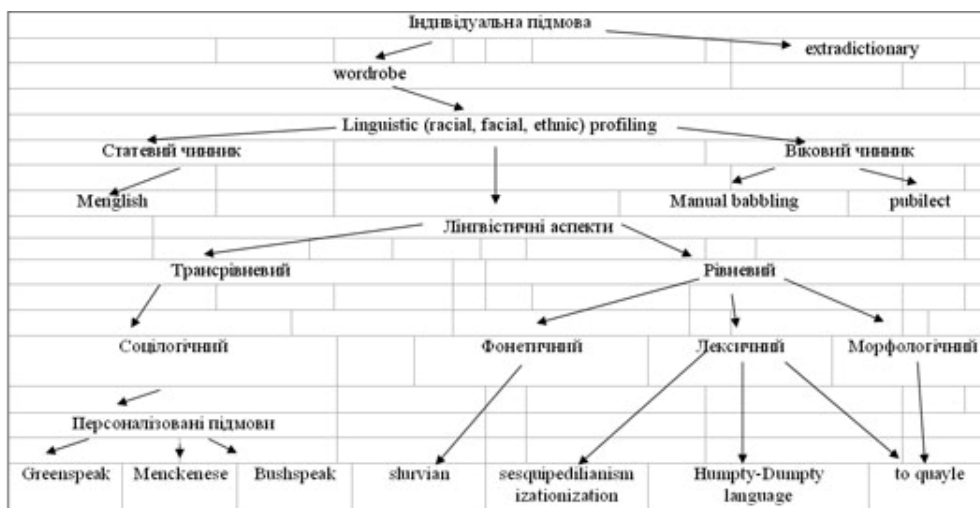 Індивідуальна підмова
extradictionary
wordrobe
Linguistic (racial, facial, ethnic) profiling
Статевий чинник
Віковий чинник
Menglish
Manual babbling
pubilect
Лінгвістичні аспекти
Трансрівневий
Рівневий
Соцілогічний
Фонетичний
Лексичний
Морфологічний
Персоналізовані підмови
Greenspeak
Menckenese
Bushspeak
slurvian
sesquipedilianism
izationization
Humpty-Dumpty
language
to quayle